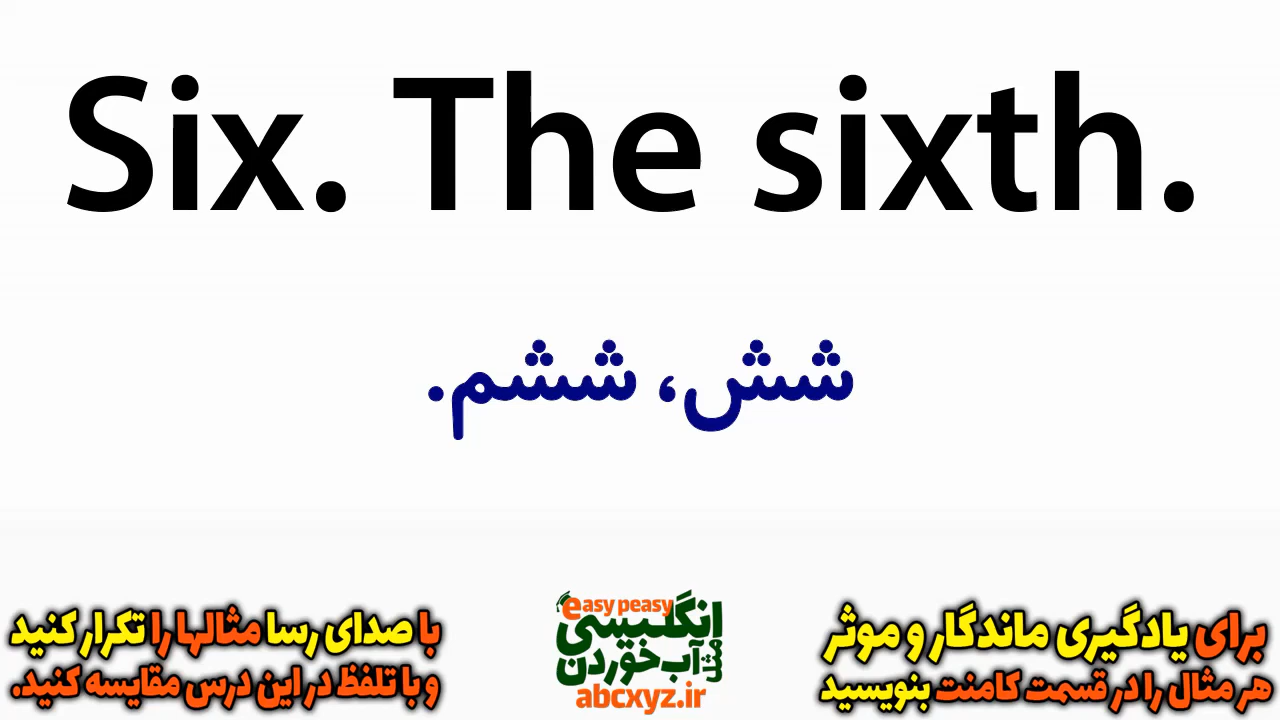 Six. The sixth.
شش، ششم.
برای یادگیری ماندگار و موثر
هر مثال را در قسمت کامنت بنویسید
easy peasy
انگلیسی
مثل آب خوردن
abcxyz.ir
با صدای رسا مثالها را تکرار کنید
و با تلفظ در این درس مقایسه کنید.